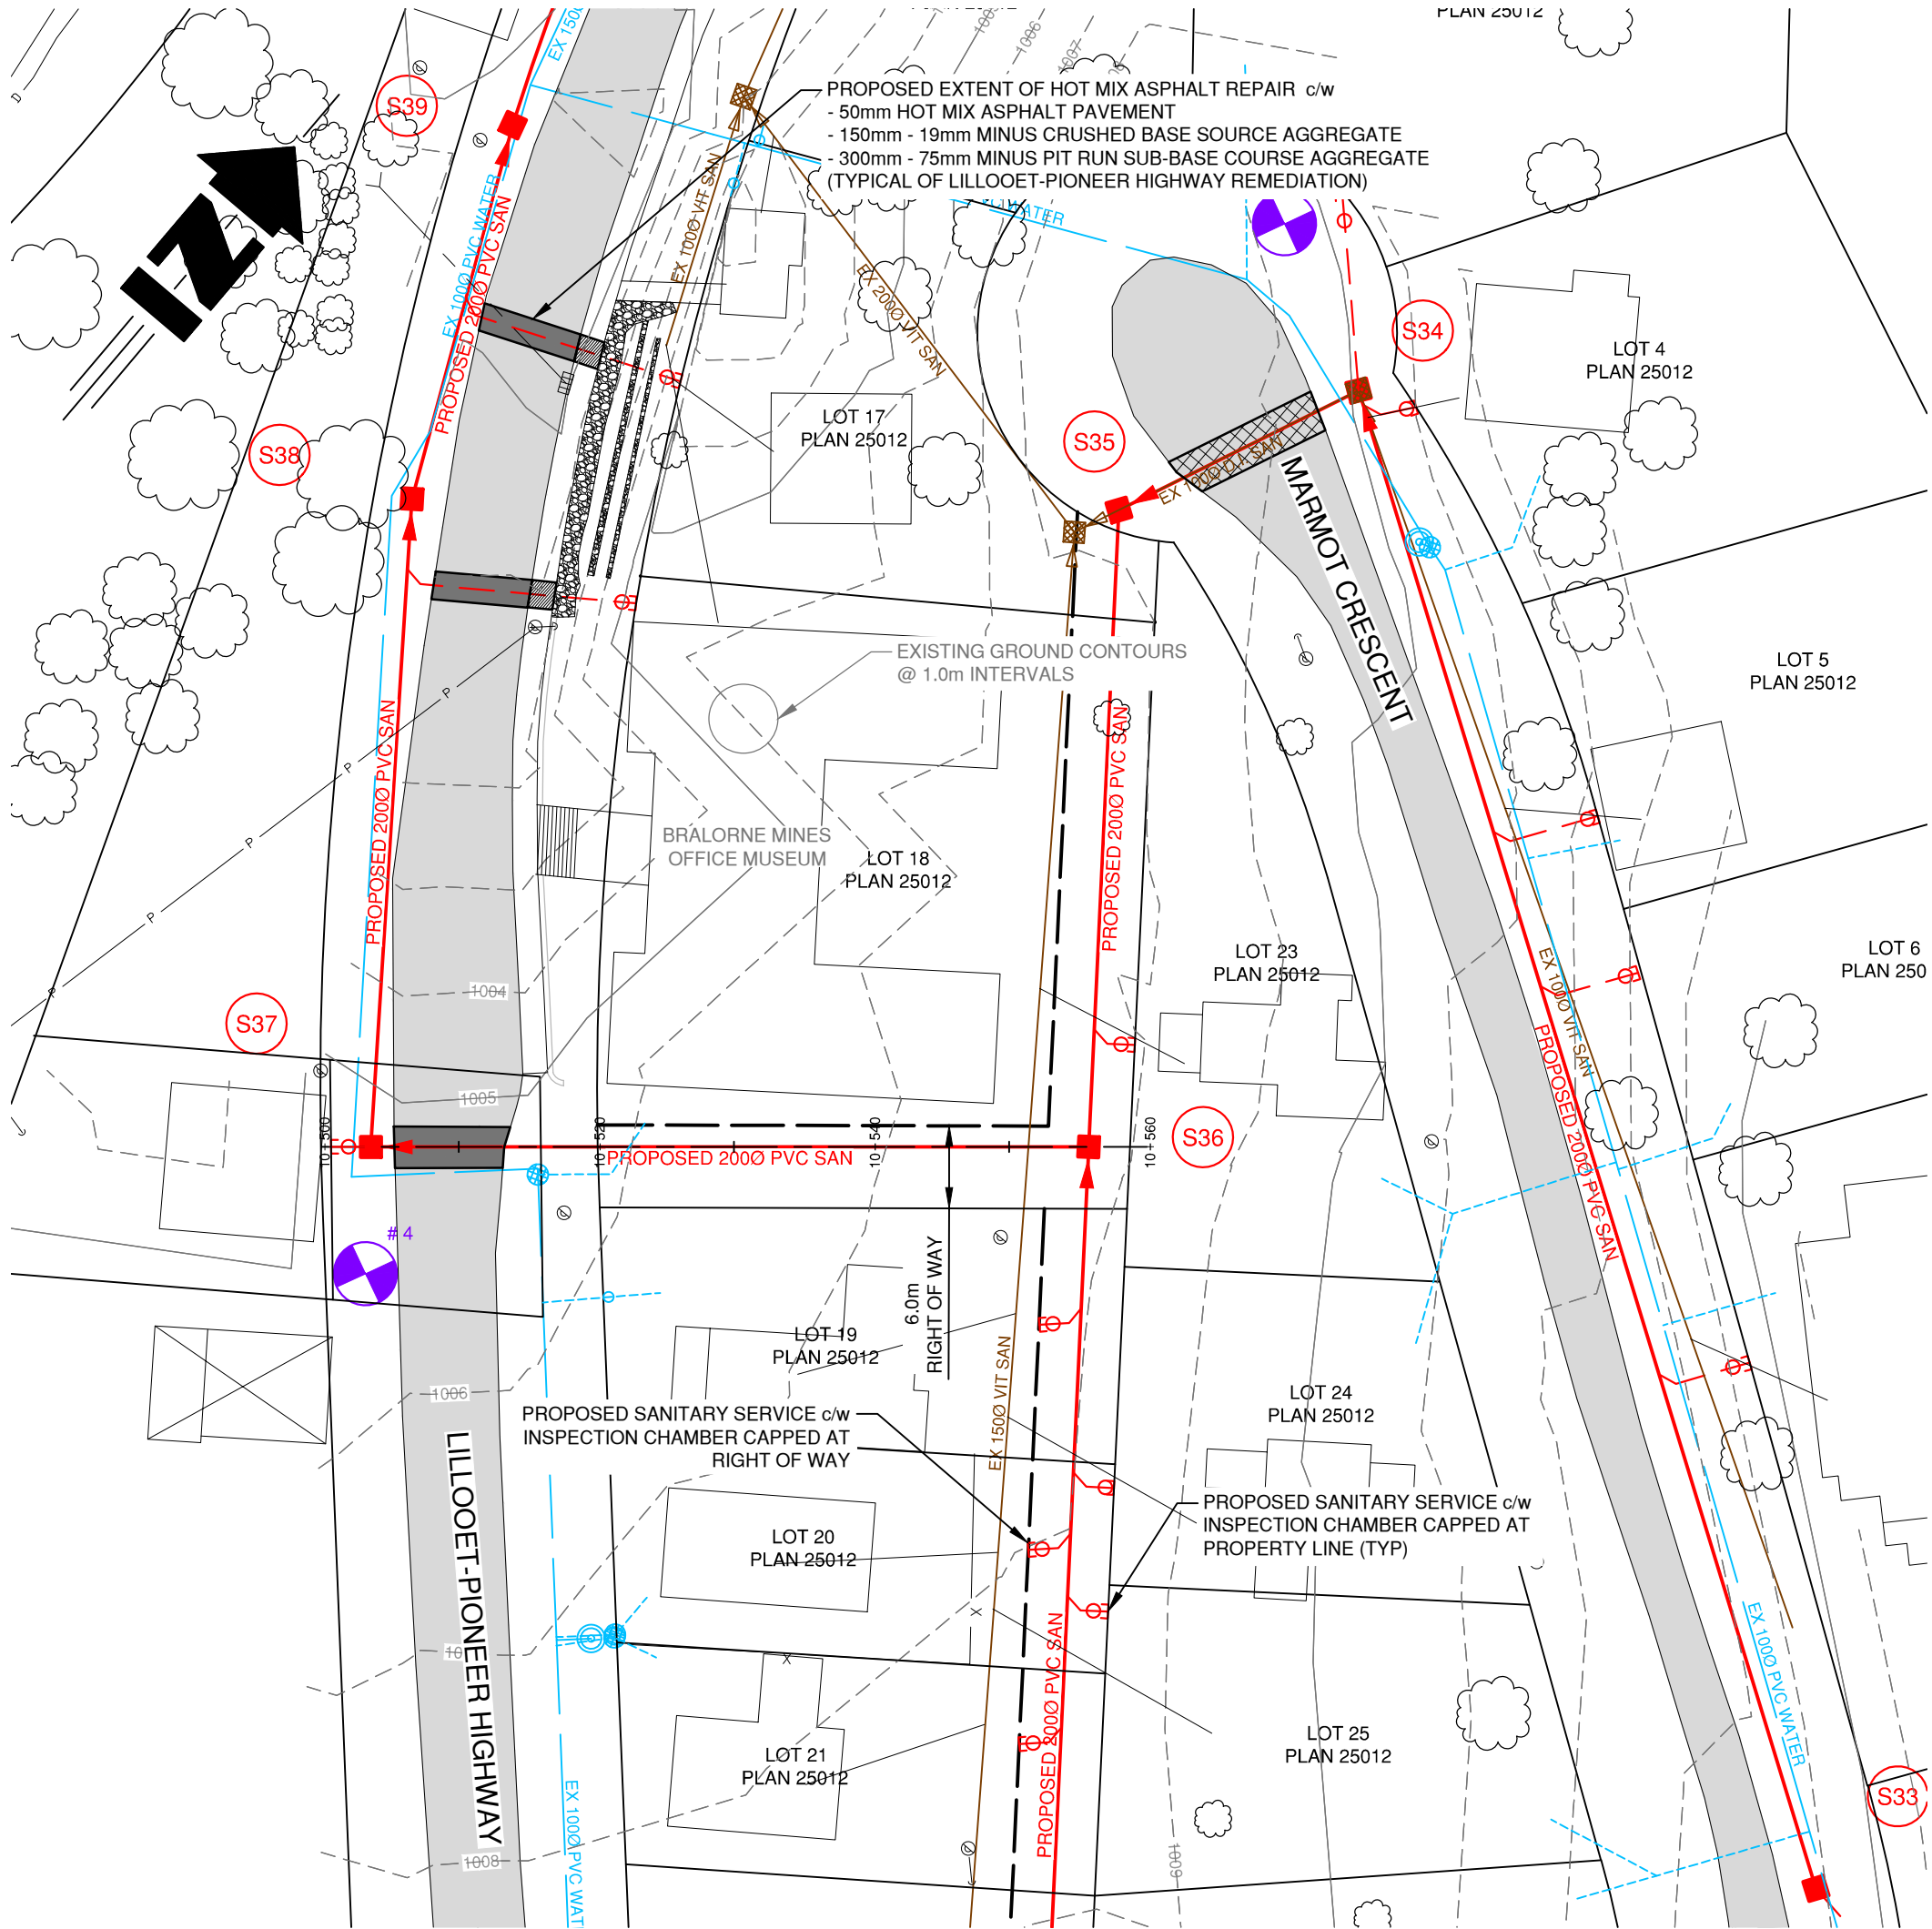 PLAN 25012
S39
EX 100Ø PVC WATER
PROPOSED 200Ø PVC SAN
EX 100Ø VIT SAN
1006
1007
PROPOSED EXTENT OF HOT MIX ASPHALT REPAIR c/w
- 50mm HOT MIX ASPHALT PAVEMENT
- 150mm - 19mm MINUS CRUSHED BASE SOURCE AGGREGATE
- 300mm - 75mm MINUS PIT RUN SUB-BASE COURSE AGGREGATE
(TYPICAL OF LILLOOET-PIONEER HIGHWAY REMEDIATION)
WATER
N
EX 200Ø VIT SAN
S34
LOT 4
PLAN 25012
LOT 17
PLAN 25012
S35
S38
MARMOT CRESCENT
EXISTING GROUND CONTOURS
@ 1.0m INTERVALS
LOT 5
PLAN 25012
P
P
P
P
P
PROPOSED 200Ø PVC SAN
PROPOSED 200Ø PVC SAN
BRALORNE MINES
OFFICE MUSEUM
LOT 18
PLAN 25012
LOT 23
PLAN 25012
LOT 6
PLAN 250
EX 100Ø VIT SAN
1004
S37
1005
10+500
10+520
10+540
10+560
PROPOSED 200Ø PVC SAN
S36
PROPOSED 200Ø PVC SAN
# 4
6.0m
RIGHT OF WAY
LOT 19
PLAN 25012
EX 150Ø VIT SAN
1006
LOT 24
PLAN 25012
PROPOSED SANITARY SERVICE c/w
INSPECTION CHAMBER CAPPED AT
RIGHT OF WAY
PROPOSED SANITARY SERVICE c/w
INSPECTION CHAMBER CAPPED AT
PROPERTY LINE (TYP)
LOT 20
PLAN 25012
LILLOOET-PIONEER HIGHWAY
X
X
PROPOSED 200Ø PVC SAN
EX 100Ø PVC WATER
LOT 21
PLAN 25012
LOT 25
PLAN 25012
S33
EX 100Ø PVC WAT
1008
1009